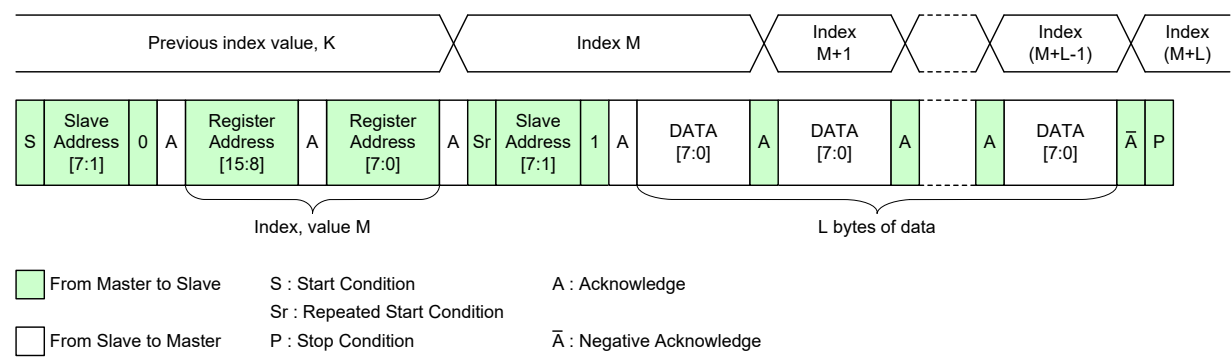 Previous index value, K
Index M
Index
M+1
Index
(M+L-1)
Index
(M+L)
S
Slave
Address
[7:1]
0
A
Register
Address
[15:8]
A
Register
Address
[7:0]
A
Sr
Slave
Address
[7:1]
1
A
DATA
[7:0]
A
DATA
[7:0]
A
A
DATA
[7:0]
A̅
P
Index, value M
L bytes of data
From Master to Slave
S : Start Condition
A : Acknowledge
Sr : Repeated Start Condition
From Slave to Master
P : Stop Condition
A̅ : Negative Acknowledge